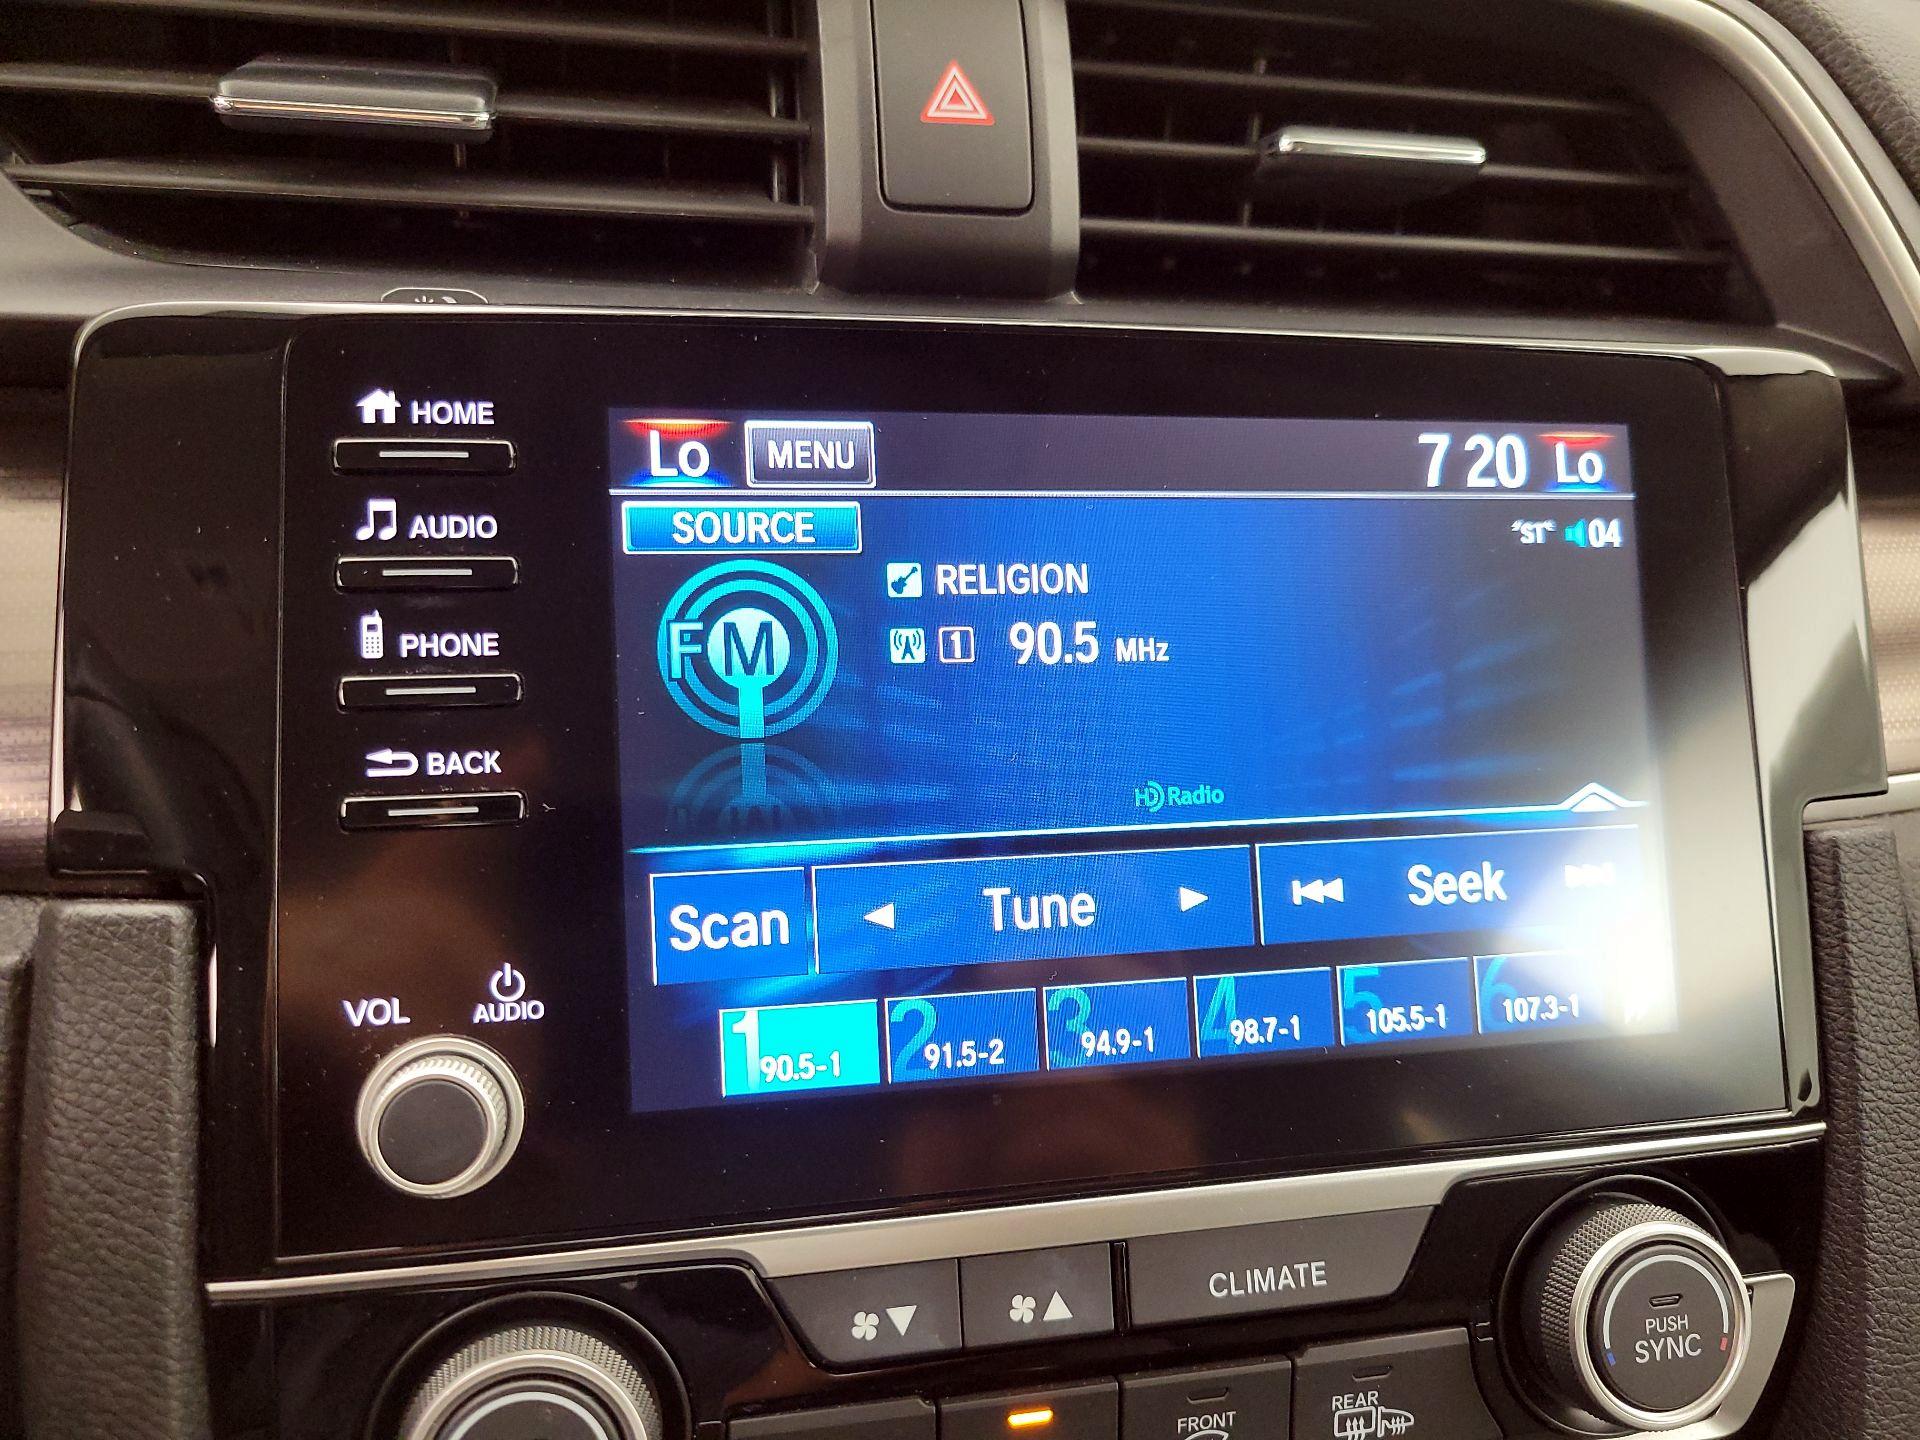 HOME
AUDIO
PHONE
BACK
VOL
AUDIO
Lo MENU 7 20 Lo
SOURCE
"ST" 04
FM
RELIGION
1 90.5 MHz
HD Radio
Scan Tune Seek
1 90.5-1
2 91.5-2
3 94.9-1
4 98.7-1
5 105.5-1
6 107.3-1
CLIMATE
PUSH
SYNC
FRONT
REAR